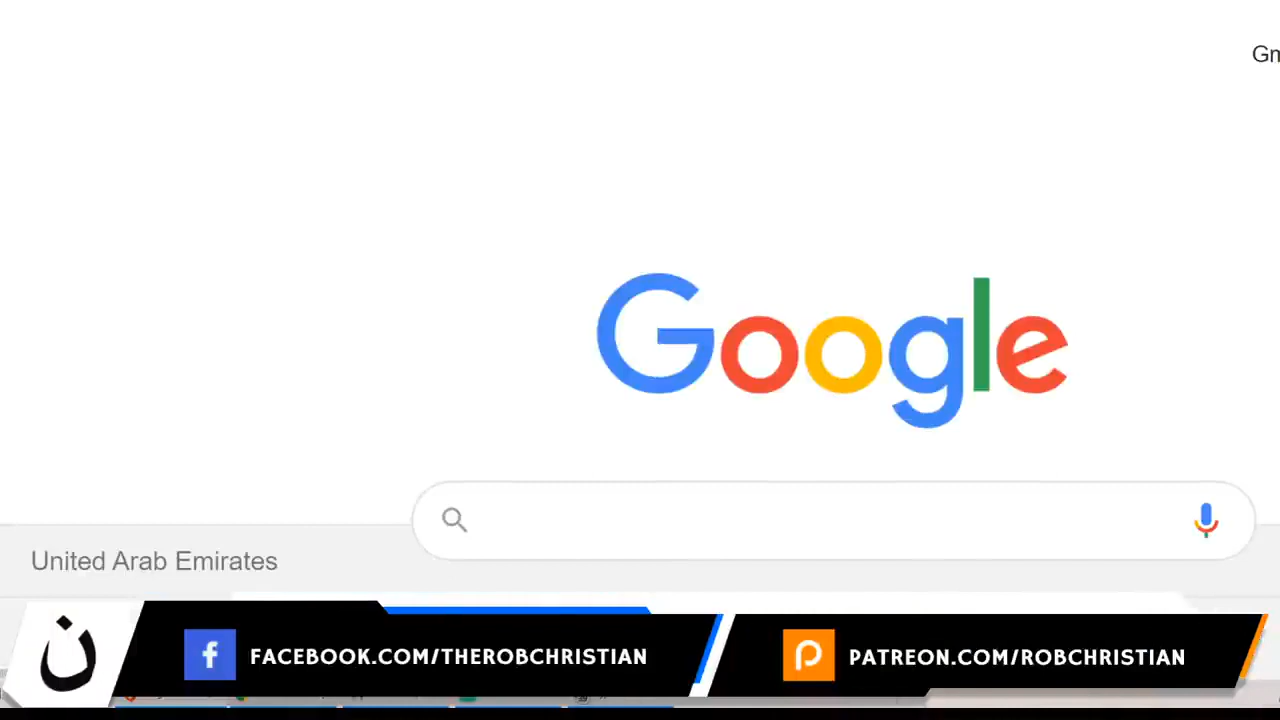 Gm
Google
United Arab Emirates
ن
FACEBOOK.COM/THEROBCHRISTIAN
PATREON.COM/ROBCHRISTIAN